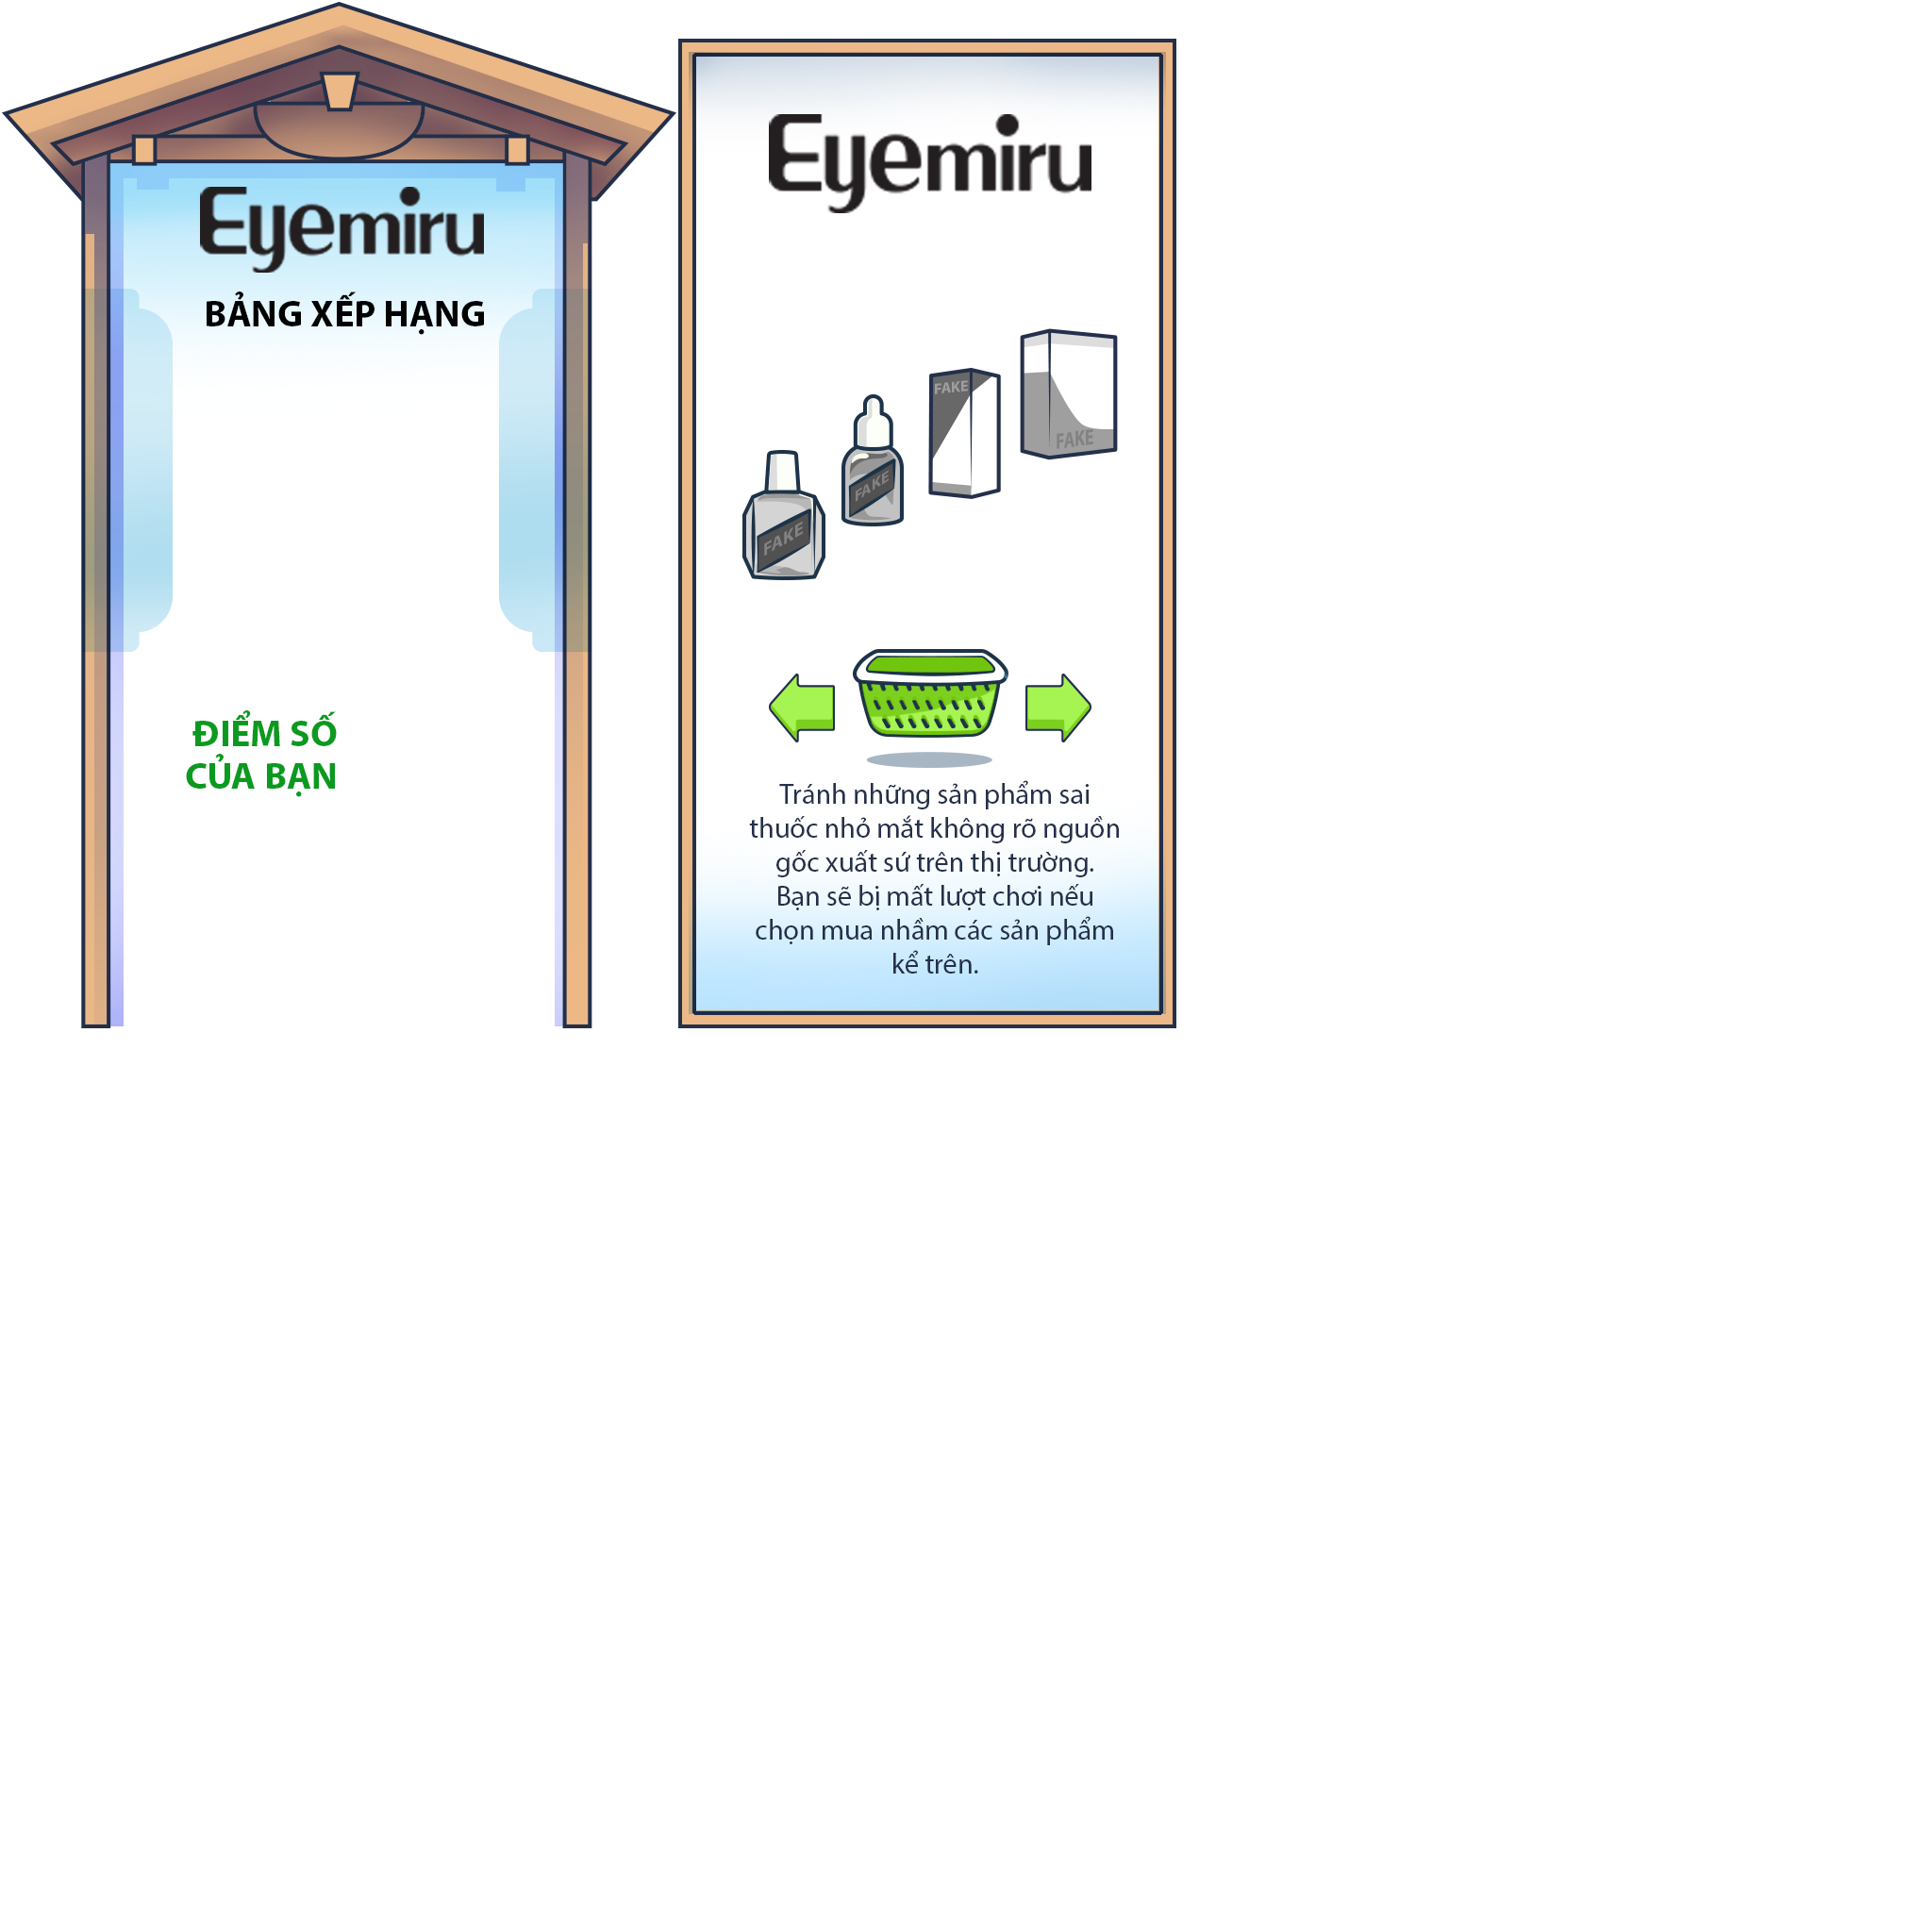 Eyemiru
BẢNG XẾP HẠNG
ĐIỂM SỐ
CỦA BẠN
Eyemiru
FAKE
FAKE
FAKE
FAKE
Tránh những sản phẩm sai
thuốc nhỏ mắt không rõ nguồn
gốc xuất sứ trên thị trường.
Bạn sẽ bị mất lượt chơi nếu
chọn mua nhầm các sản phẩm
kể trên.